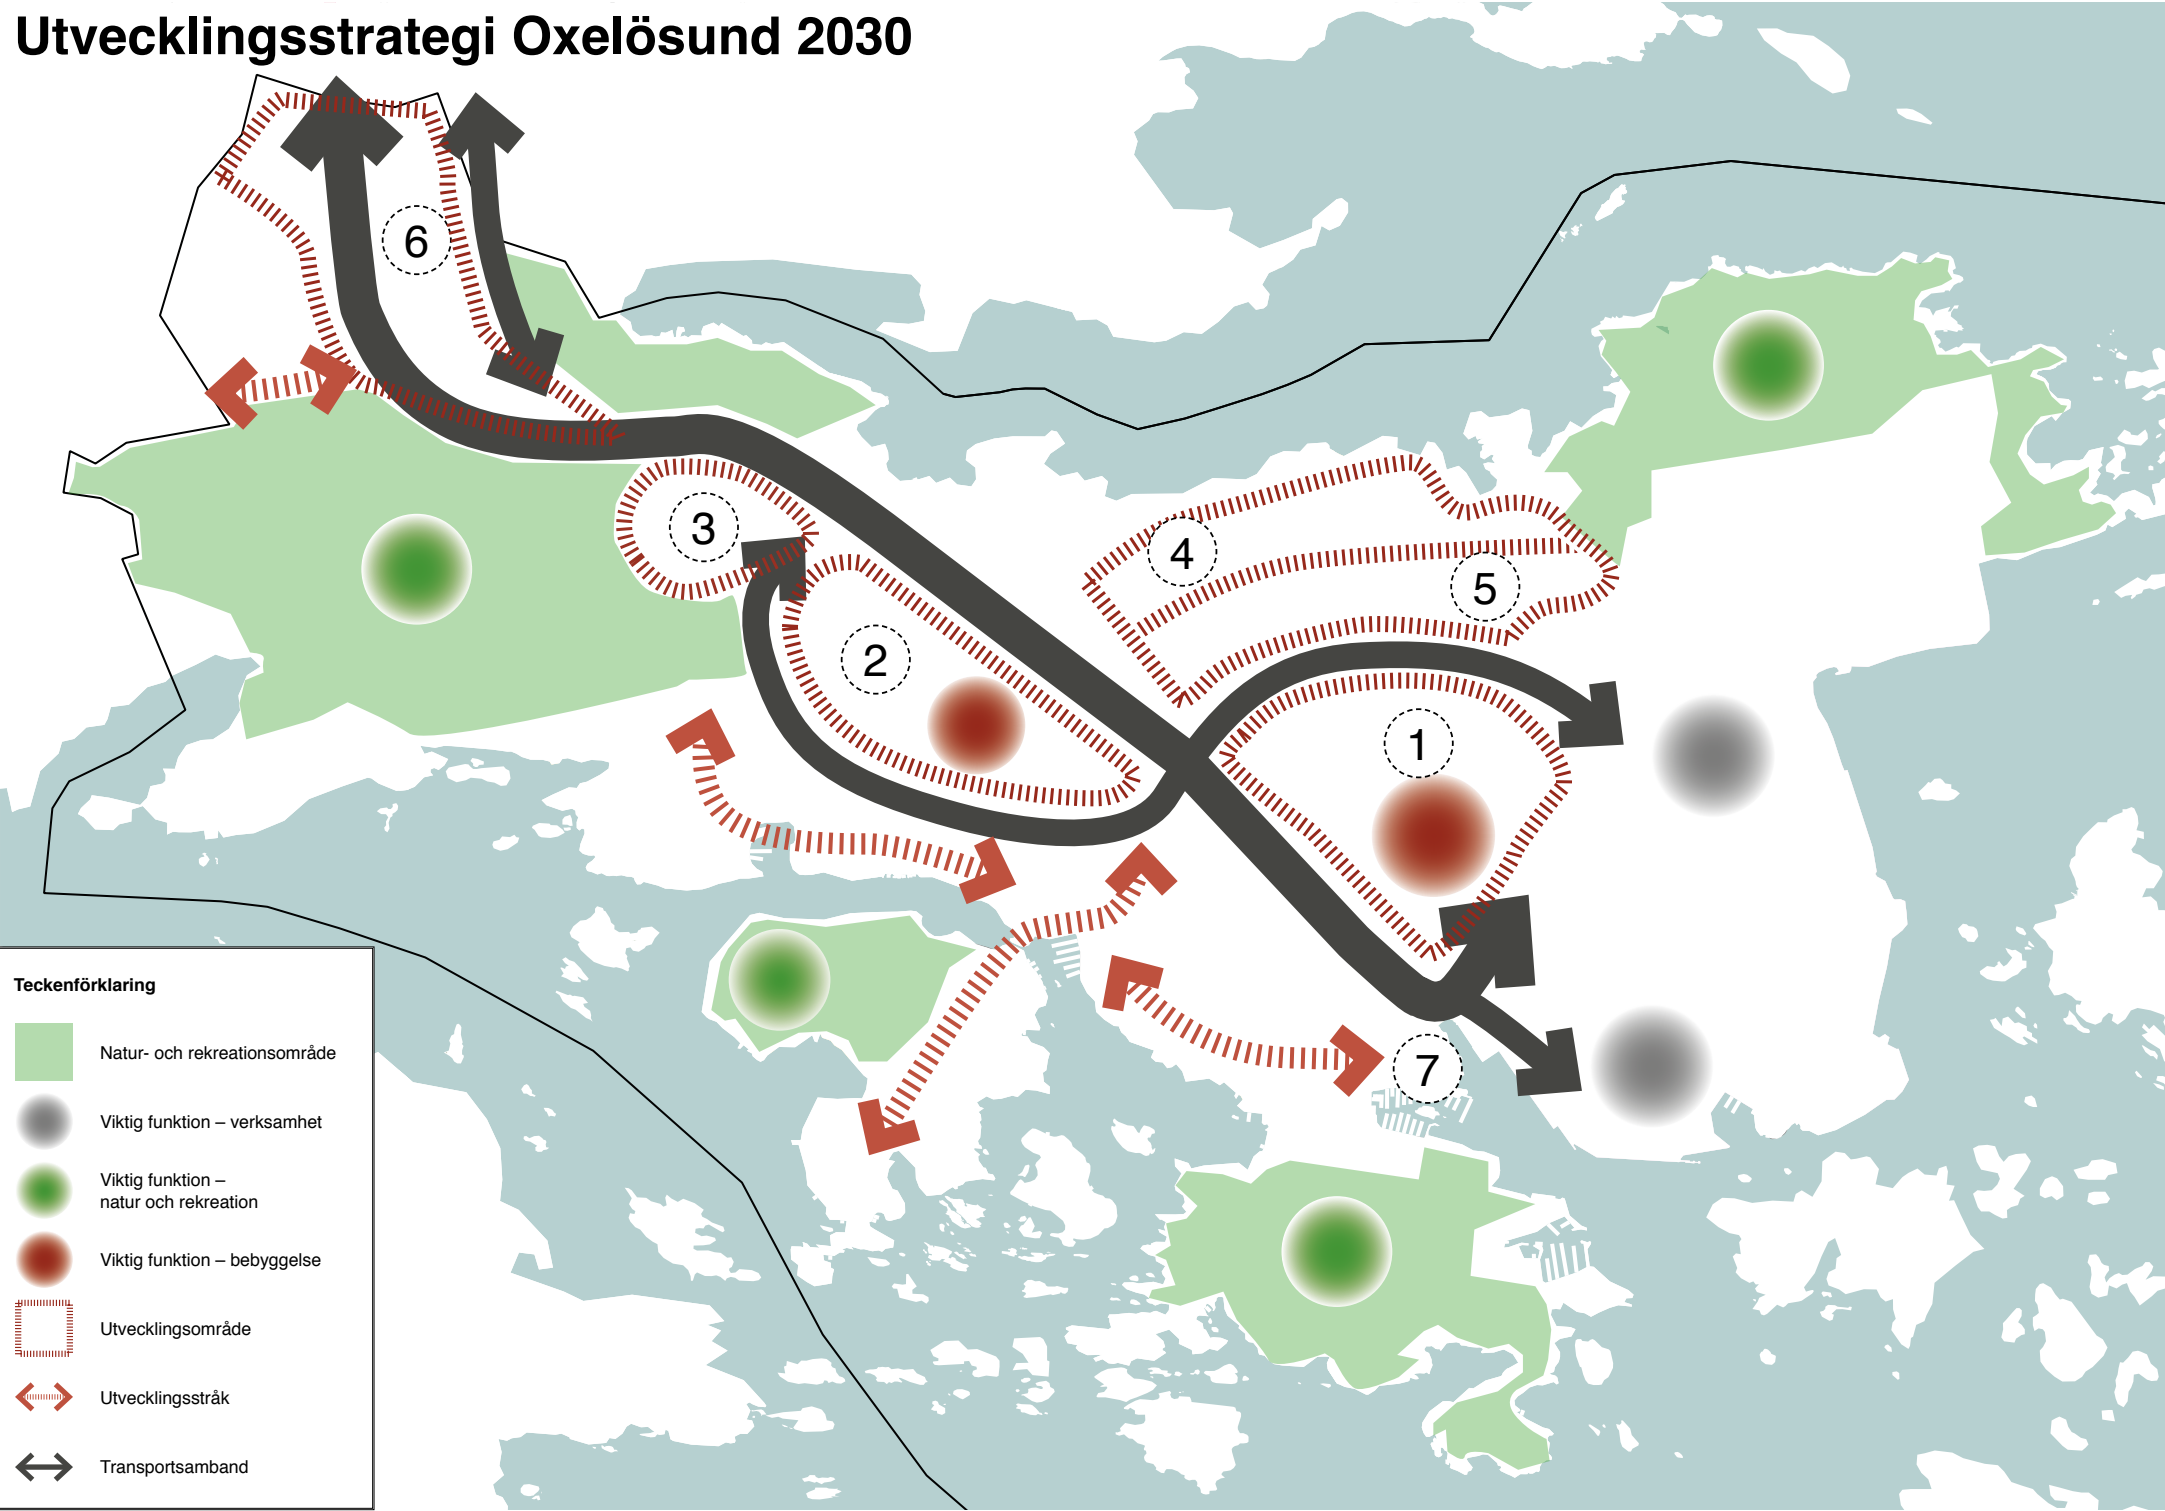 Utvecklingsstrategi Oxelösund 2030
6
3
4
5
2
1
7
Teckenförklaring
Natur- och rekreationsområde
Viktig funktion – verksamhet
Viktig funktion –
natur och rekreation
Viktig funktion – bebyggelse
Utvecklingsområde
Utvecklingsstråk
Transportsamband